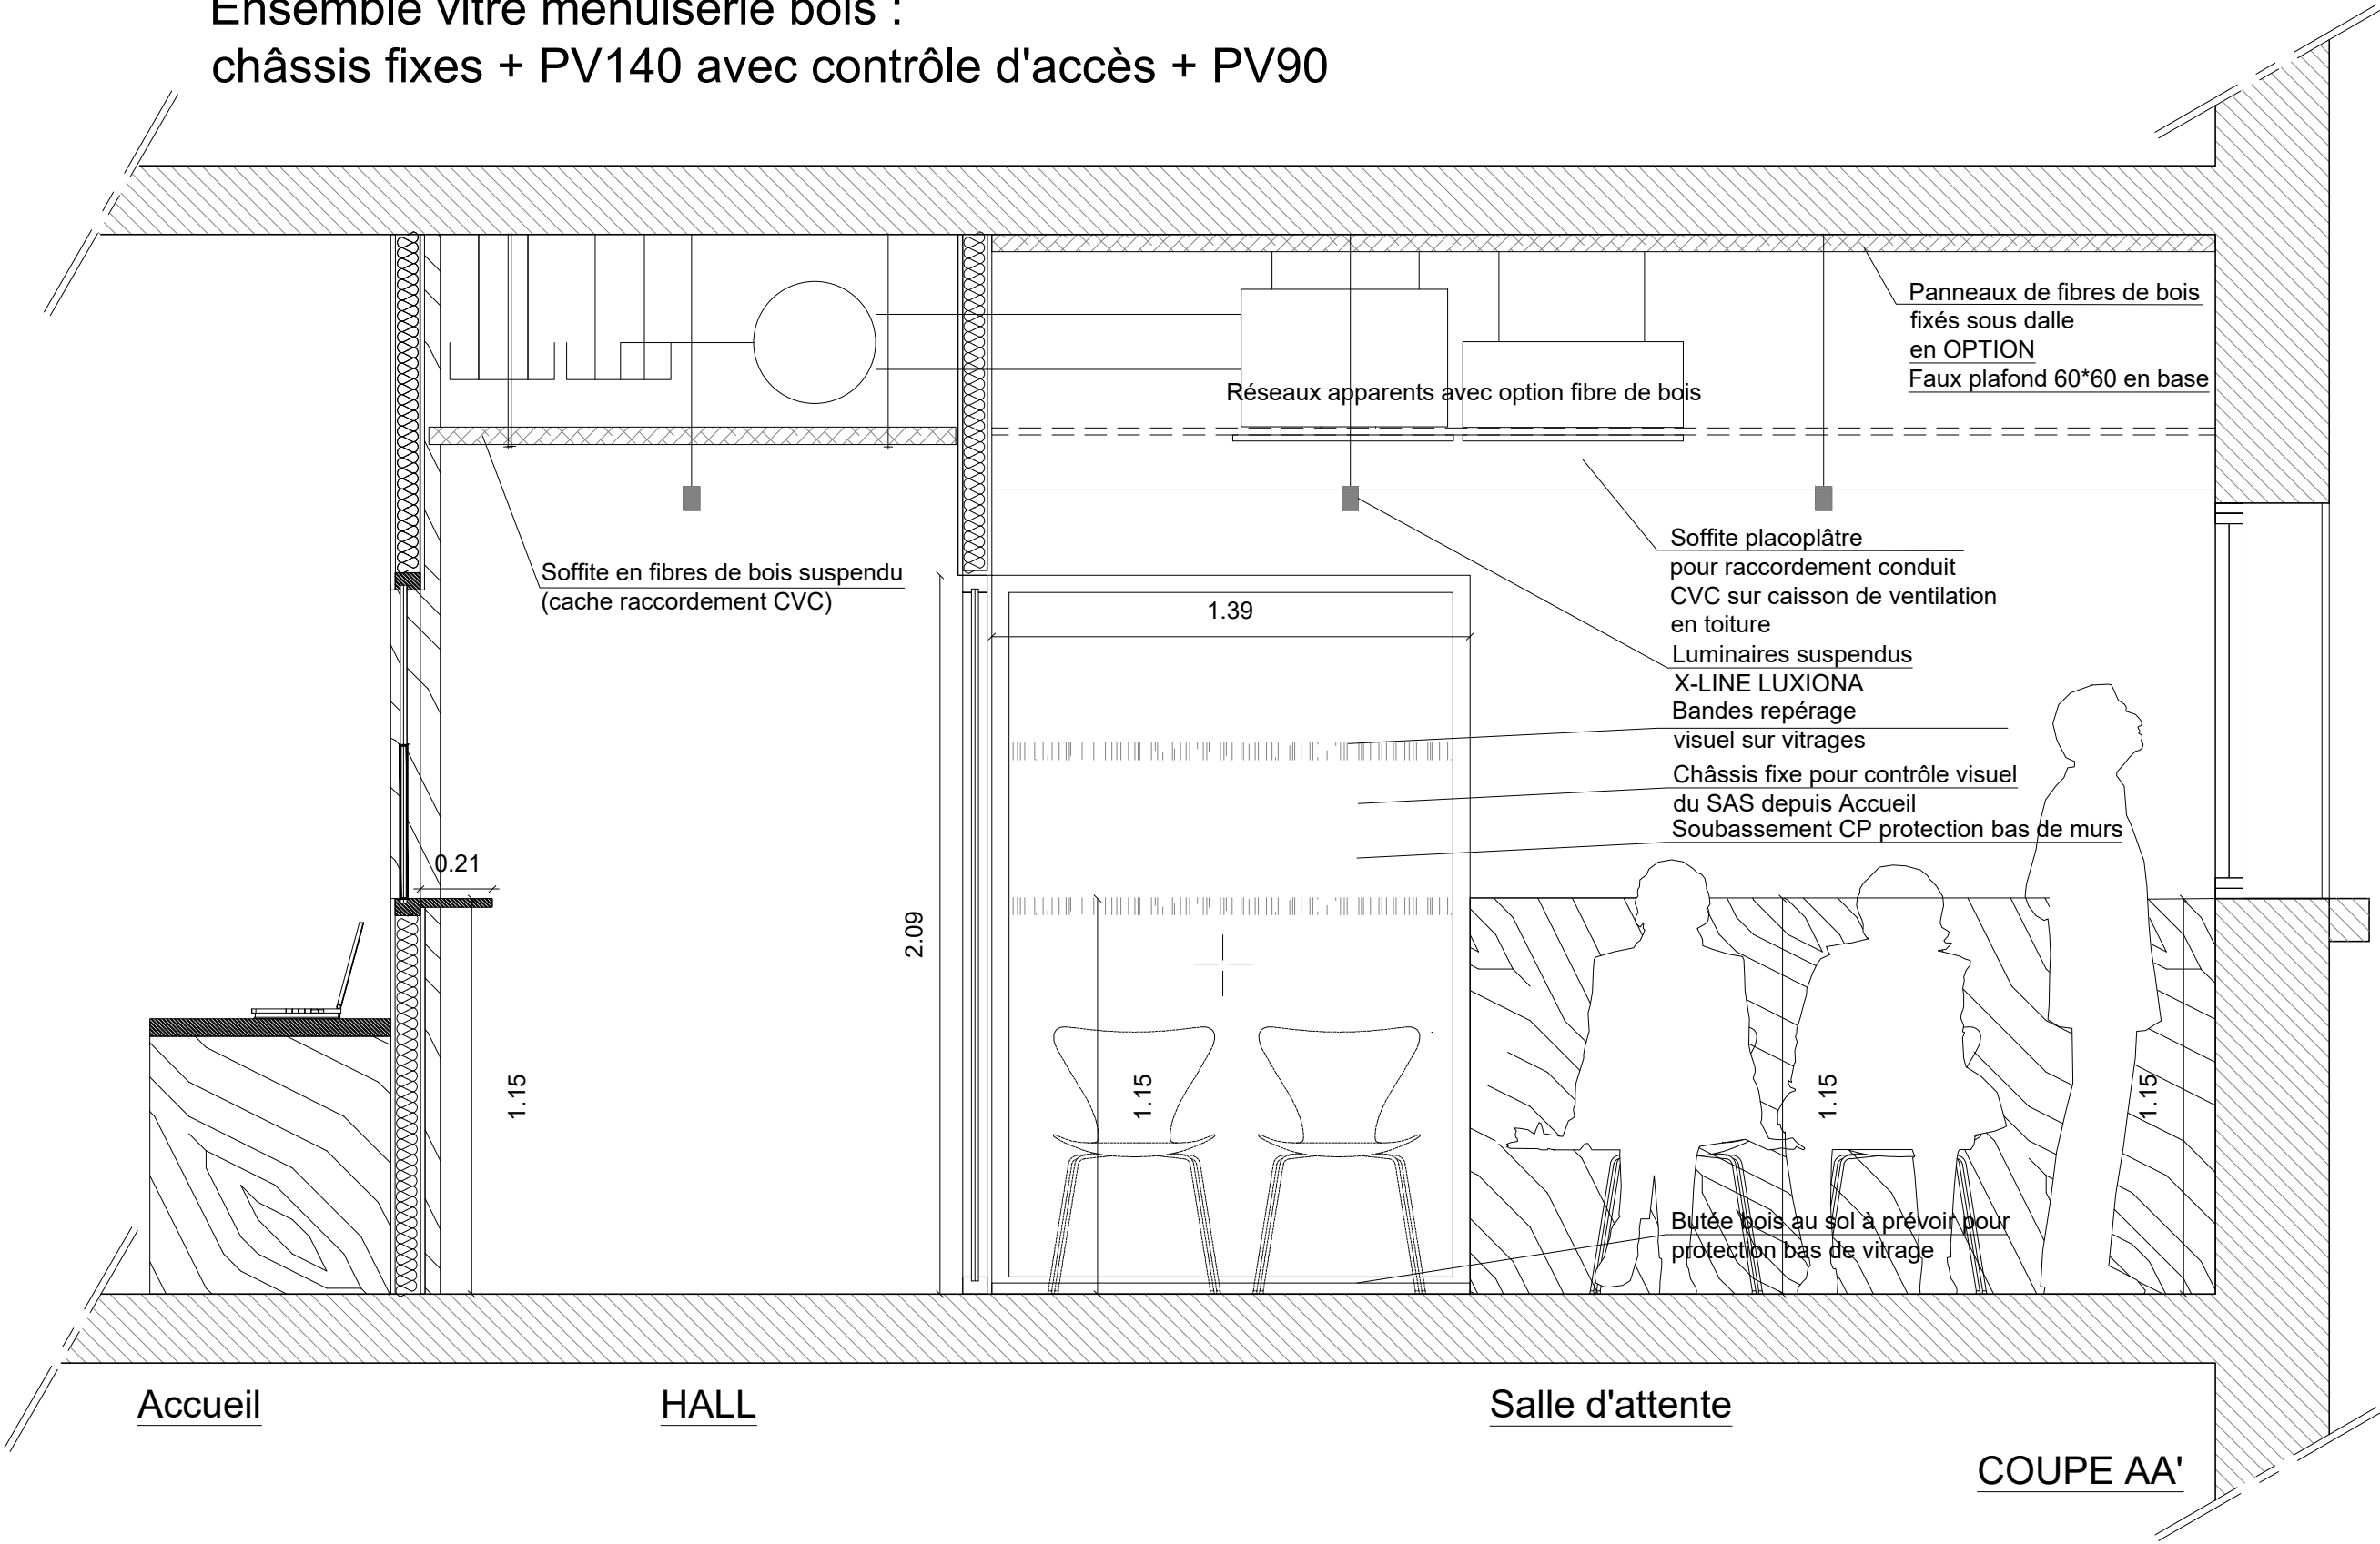 Ensemble vitré menuiserie bois :
châssis fixes + PV140 avec contrôle d'accès + PV90
Panneaux de fibres de bois
fixés sous dalle
en OPTION
Faux plafond 60*60 en base
Réseaux apparents avec option fibre de bois
Soffite en fibres de bois suspendu
(cache raccordement CVC)
Soffite placoplâtre
pour raccordement conduit
CVC sur caisson de ventilation
en toiture
1.39
Luminaires suspendus
X-LINE LUXIONA
Bandes repérage
visuel sur vitrages
Châssis fixe pour contrôle visuel
du SAS depuis Accueil
Soubassement CP protection bas de murs
0.21
2.09
1.15
1.15
1.15
1.15
Butée bois au sol à prévoir pour
protection bas de vitrage
Accueil
HALL
Salle d'attente
COUPE AA'